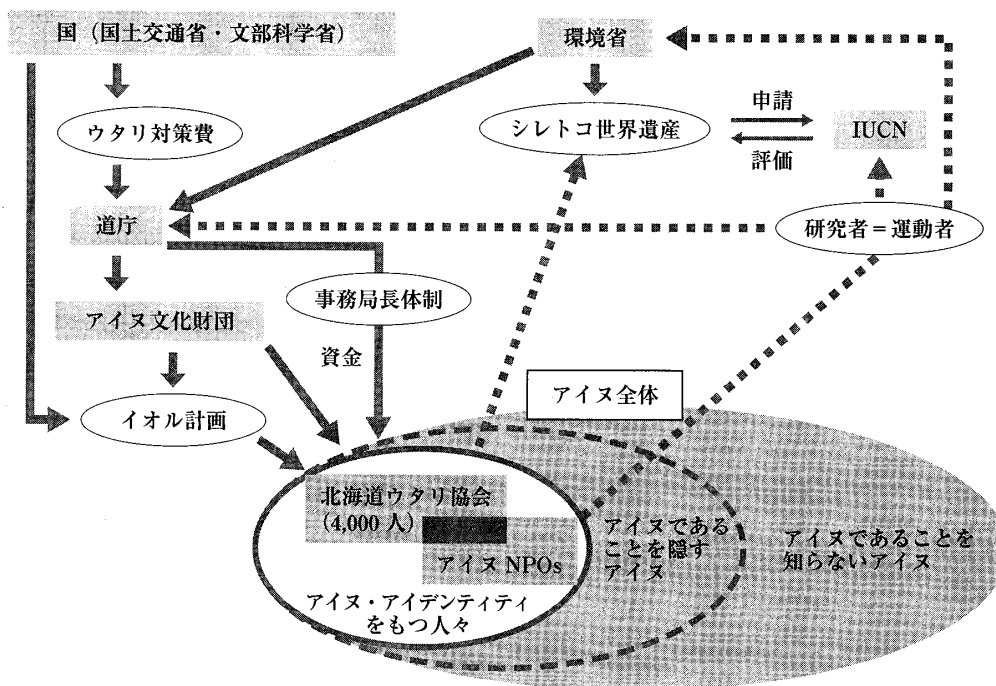 国（国土交通省・文部科学省）
環境省
ウタリ対策費
シレトコ世界遺産
申請
評価
IUCN
道庁
研究者＝運動者
事務局長体制
アイヌ文化財団
資金
イオル計画
アイヌ全体
北海道ウタリ協会
（4,000 人）
アイヌ NPOs
アイヌ・アイデンティティ
をもつ人々
アイヌである
ことを隠す
アイヌ
アイヌであることを
知らないアイヌ